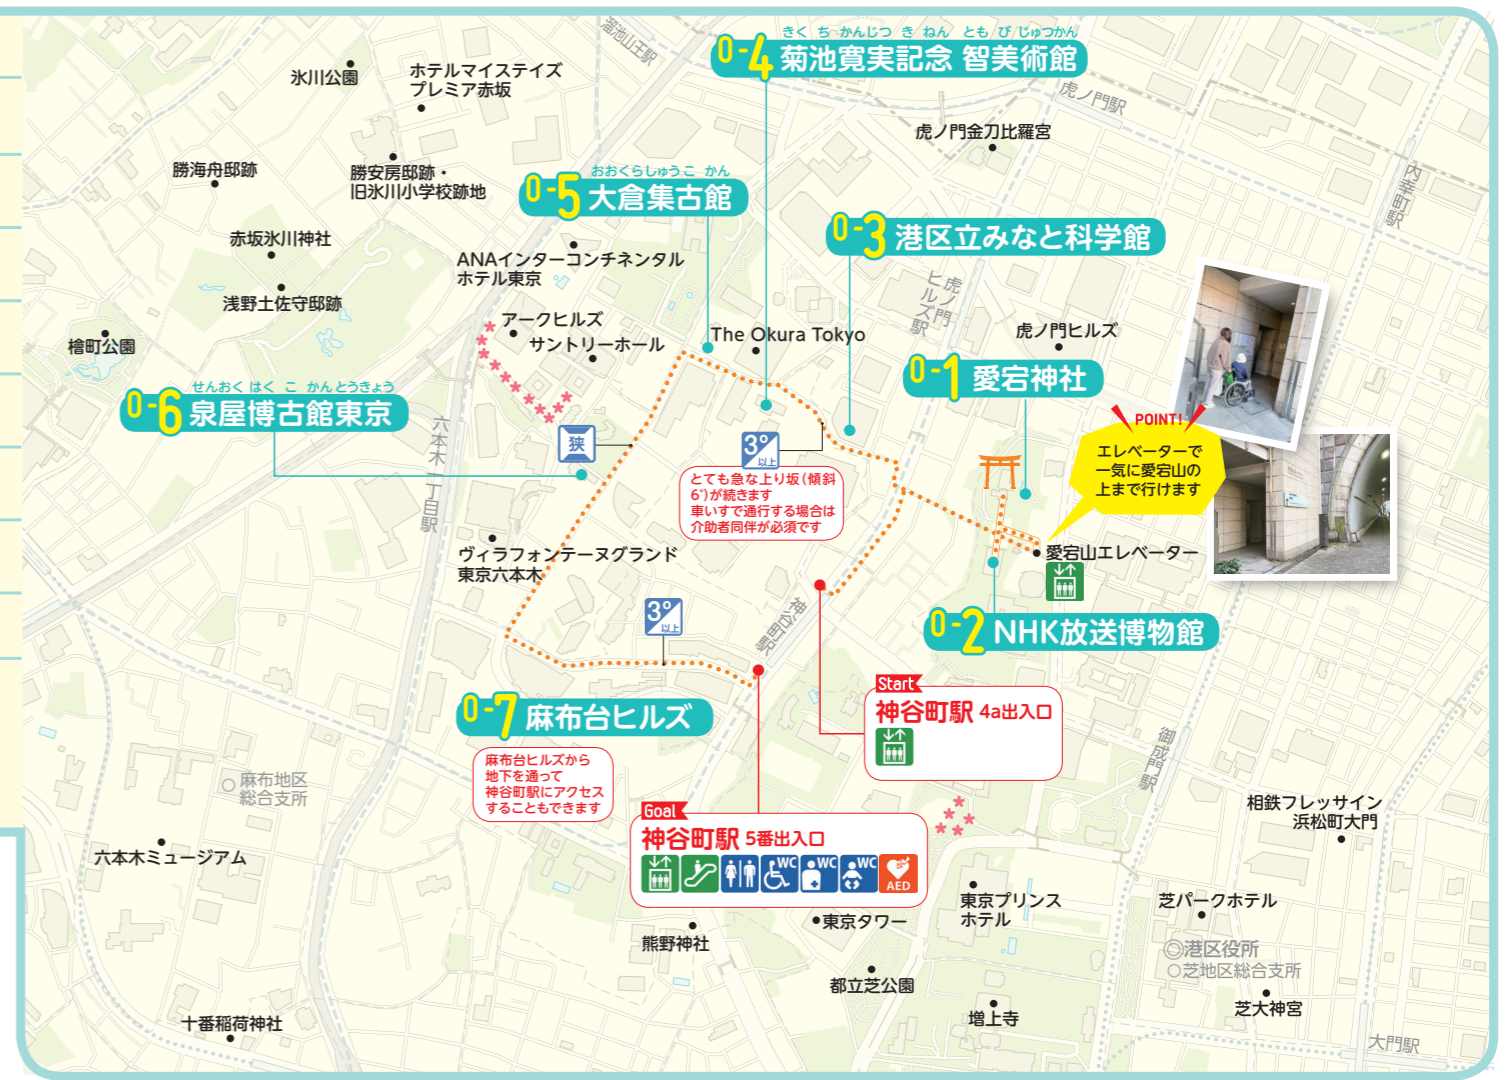 溜池山王駅
きくちかんじつきねん ともびじゅつかん
0-4 菊池寛実記念 智美術館
氷川公園
ホテルマイステイズ
プレミア赤坂
虎ノ門駅
虎ノ門金刀比羅宮
勝海舟邸跡
勝安房邸跡・
旧氷川小学校跡地
おおくらしゅうこかん
0-5 大倉集古館
内幸町駅
0-3 港区立みなと科学館
赤坂氷川神社
ANAインターコンチネンタル
ホテル東京
浅野土佐守邸跡
虎ノ門
ヒルズ駅
アークヒルズ
サントリーホール
The Okura Tokyo
虎ノ門ヒルズ
檜町公園
0-1 愛宕神社
せんおくはくこかんとうきょう
0-6 泉屋博古館東京
POINT!
エレベーターで
一気に愛宕山の
上まで行けます
六本木一丁目駅
狭
3°
以上
とても急な上り坂(傾斜
6°)が続きます
車いすで通行する場合は
介助者同伴が必須です
ヴィラフォンテーヌグランド
東京六本木
愛宕山エレベーター
3°
以上
神谷町駅
0-2 NHK放送博物館
Start
神谷町駅 4a出入口
0-7 麻布台ヒルズ
麻布台ヒルズから
地下を通って
神谷町駅にアクセス
することもできます
御成門駅
麻布地区
総合支所
Goal
神谷町駅 5番出入口
WC
WC
WC
AED
相鉄フレッサイン
浜松町大門
六本木ミュージアム
東京プリンス
ホテル
芝パークホテル
東京タワー
熊野神社
港区役所
芝地区総合支所
都立芝公園
増上寺
芝大神宮
十番稲荷神社
大門駅